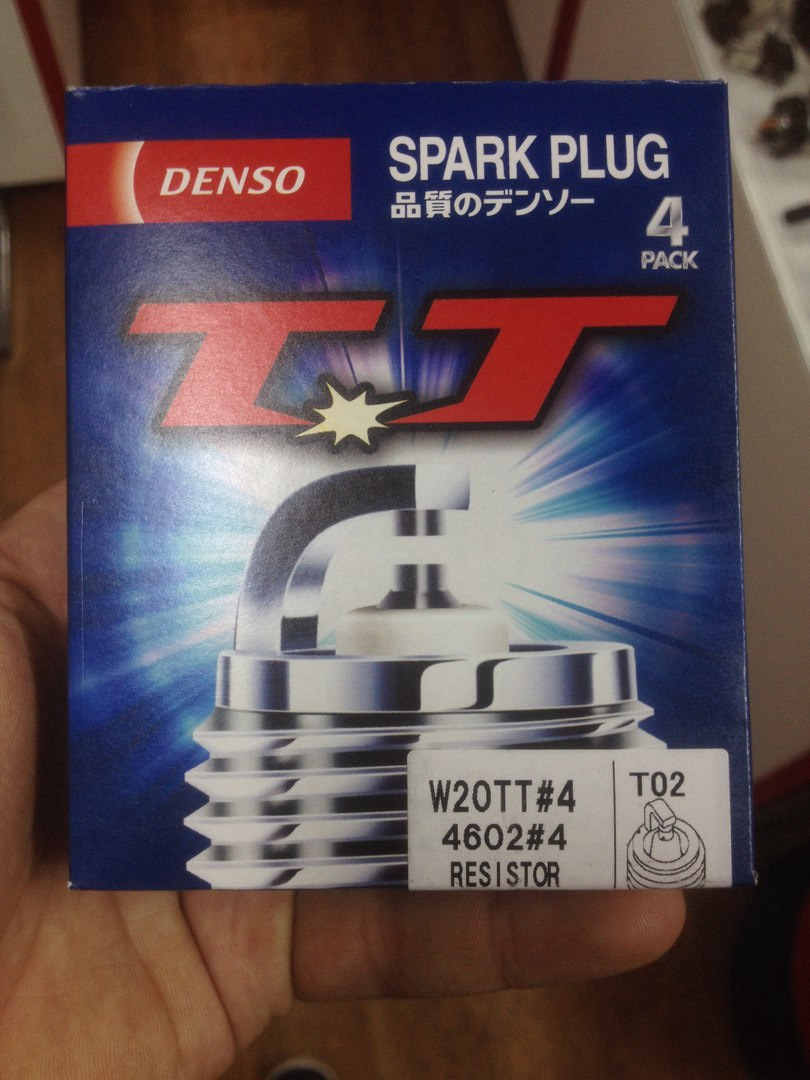 DENSO
SPARK PLUG
品質のデンソー
4
PACK
TT
W20TT#4
4602#4
RESISTOR
T02